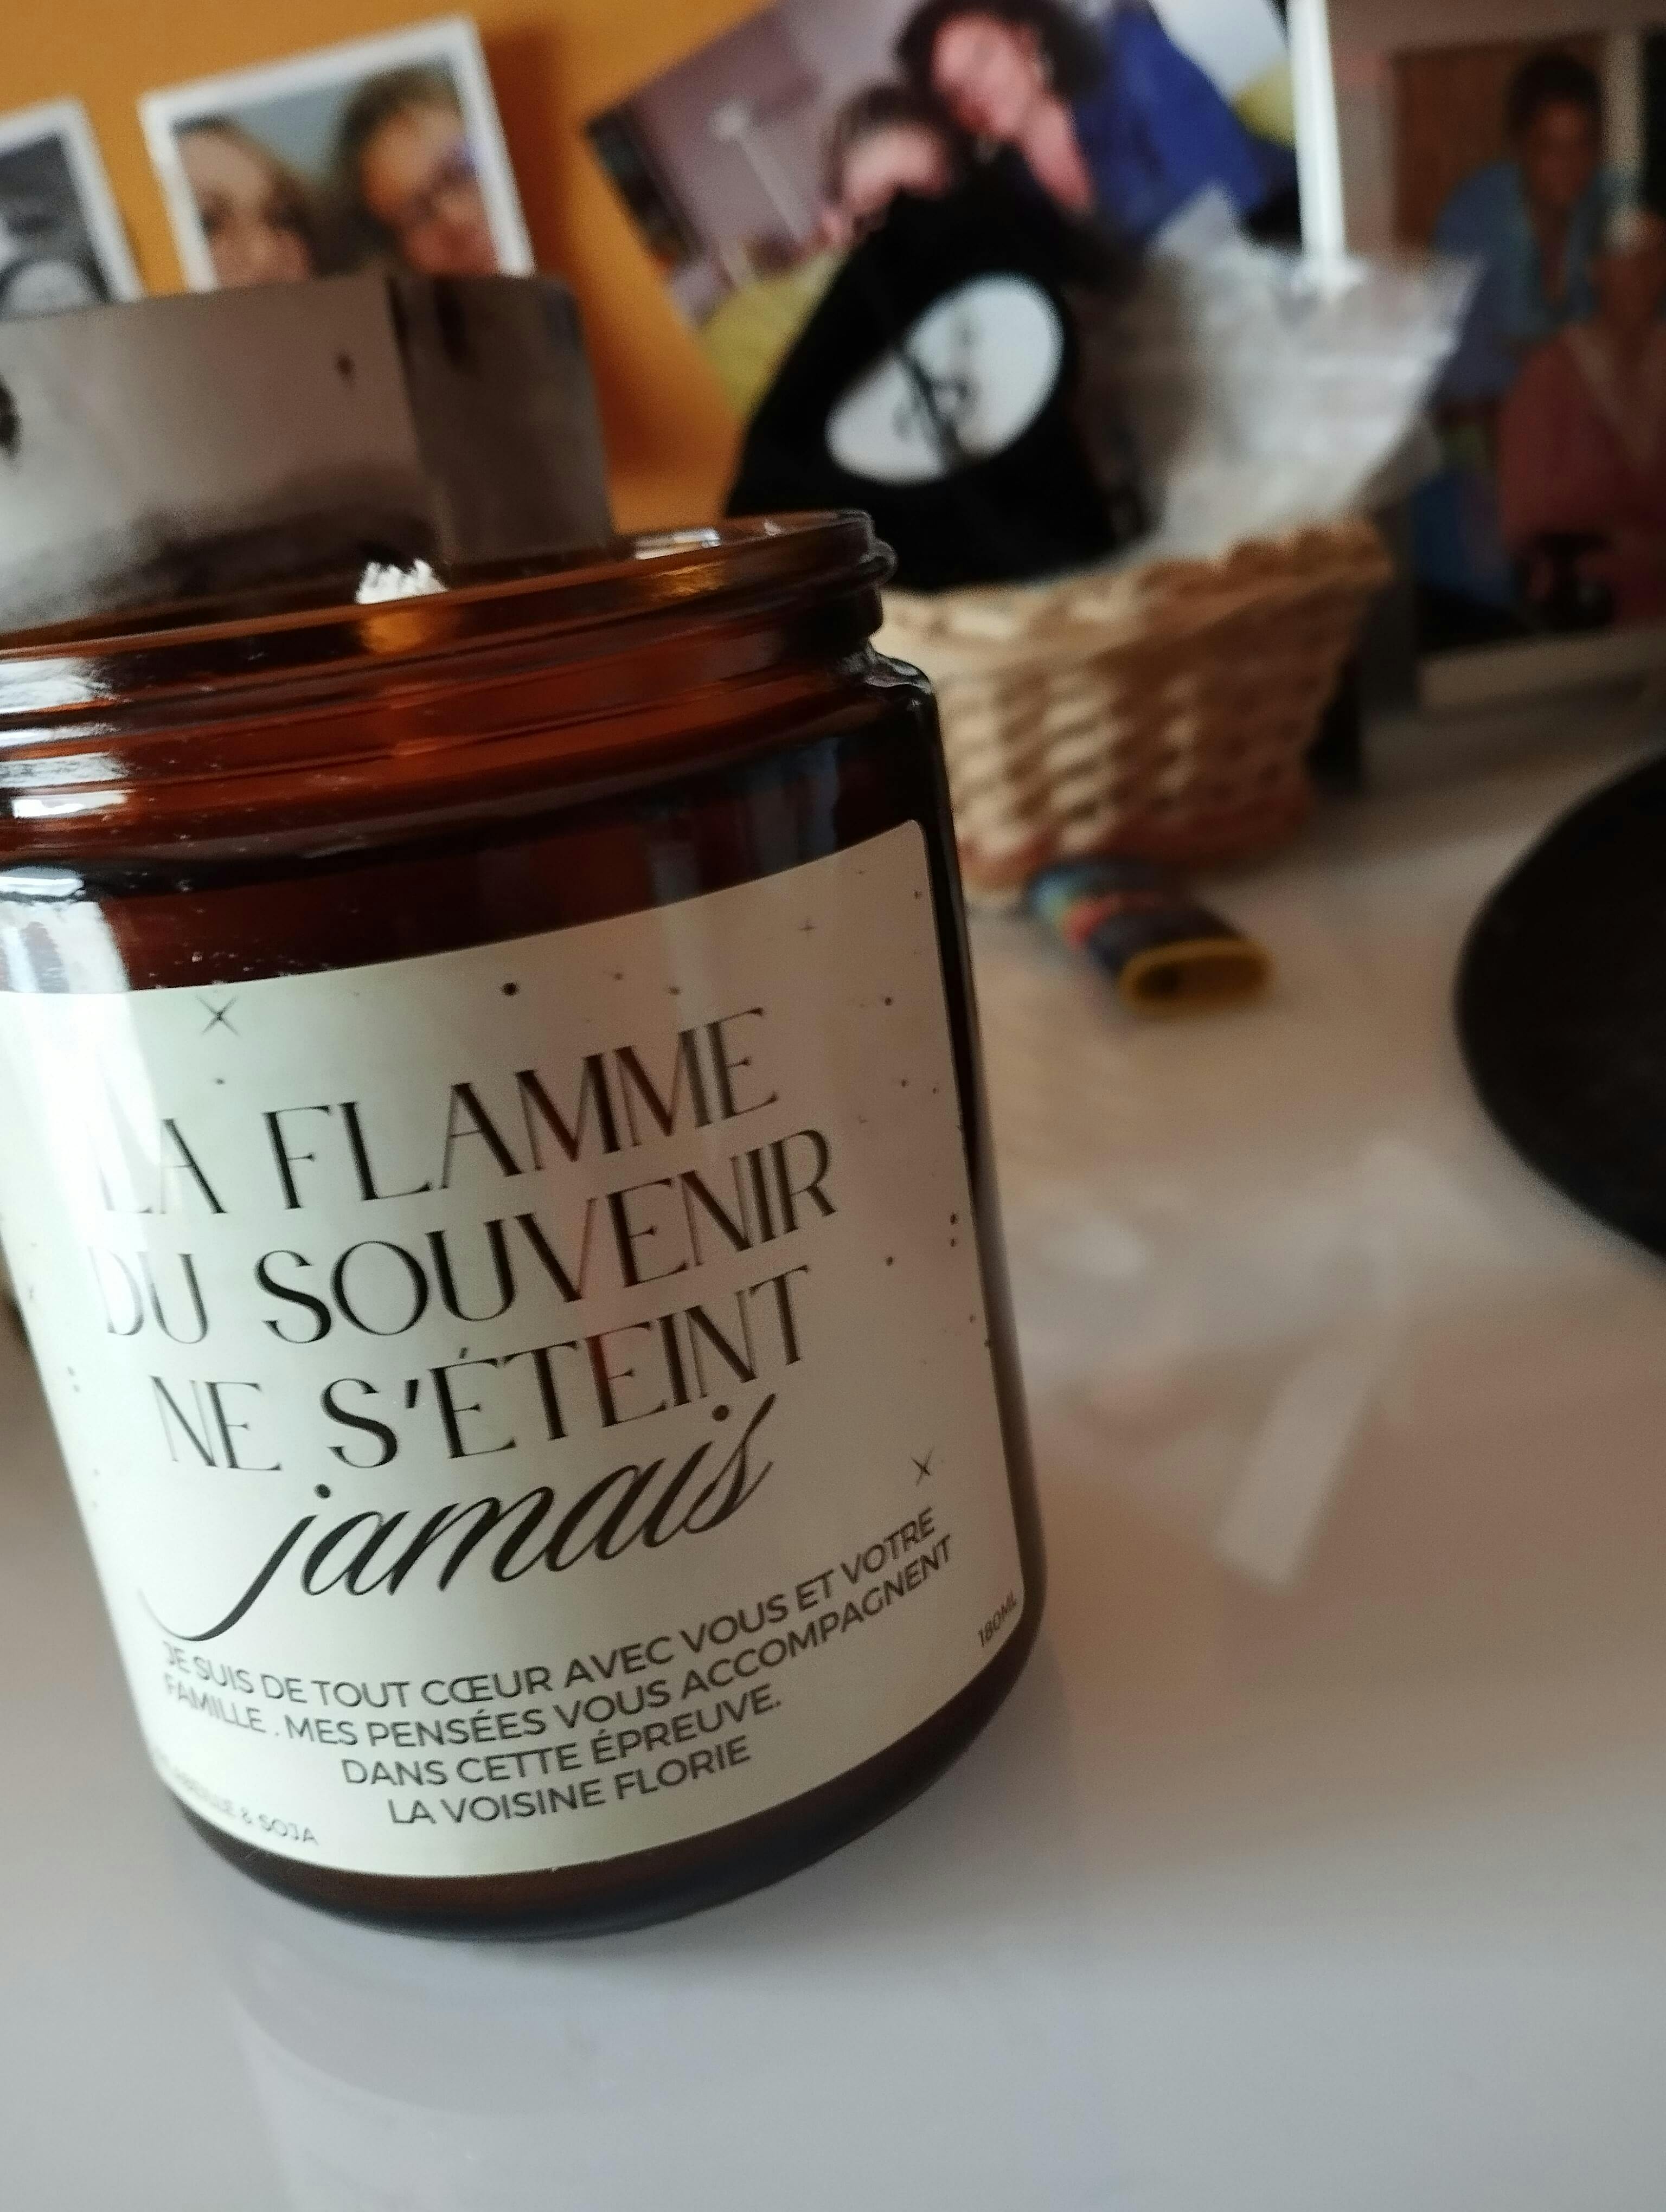 LA FLAMME
DU SOUVENIR
NE S'ÉTEINT
jamais
JE SUIS DE TOUT CŒUR AVEC VOUS ET VOTRE
FAMILLE . MES PENSÉES VOUS ACCOMPAGNENT
DANS CETTE ÉPREUVE.
LA VOISINE FLORIE
& SOJA
180ML